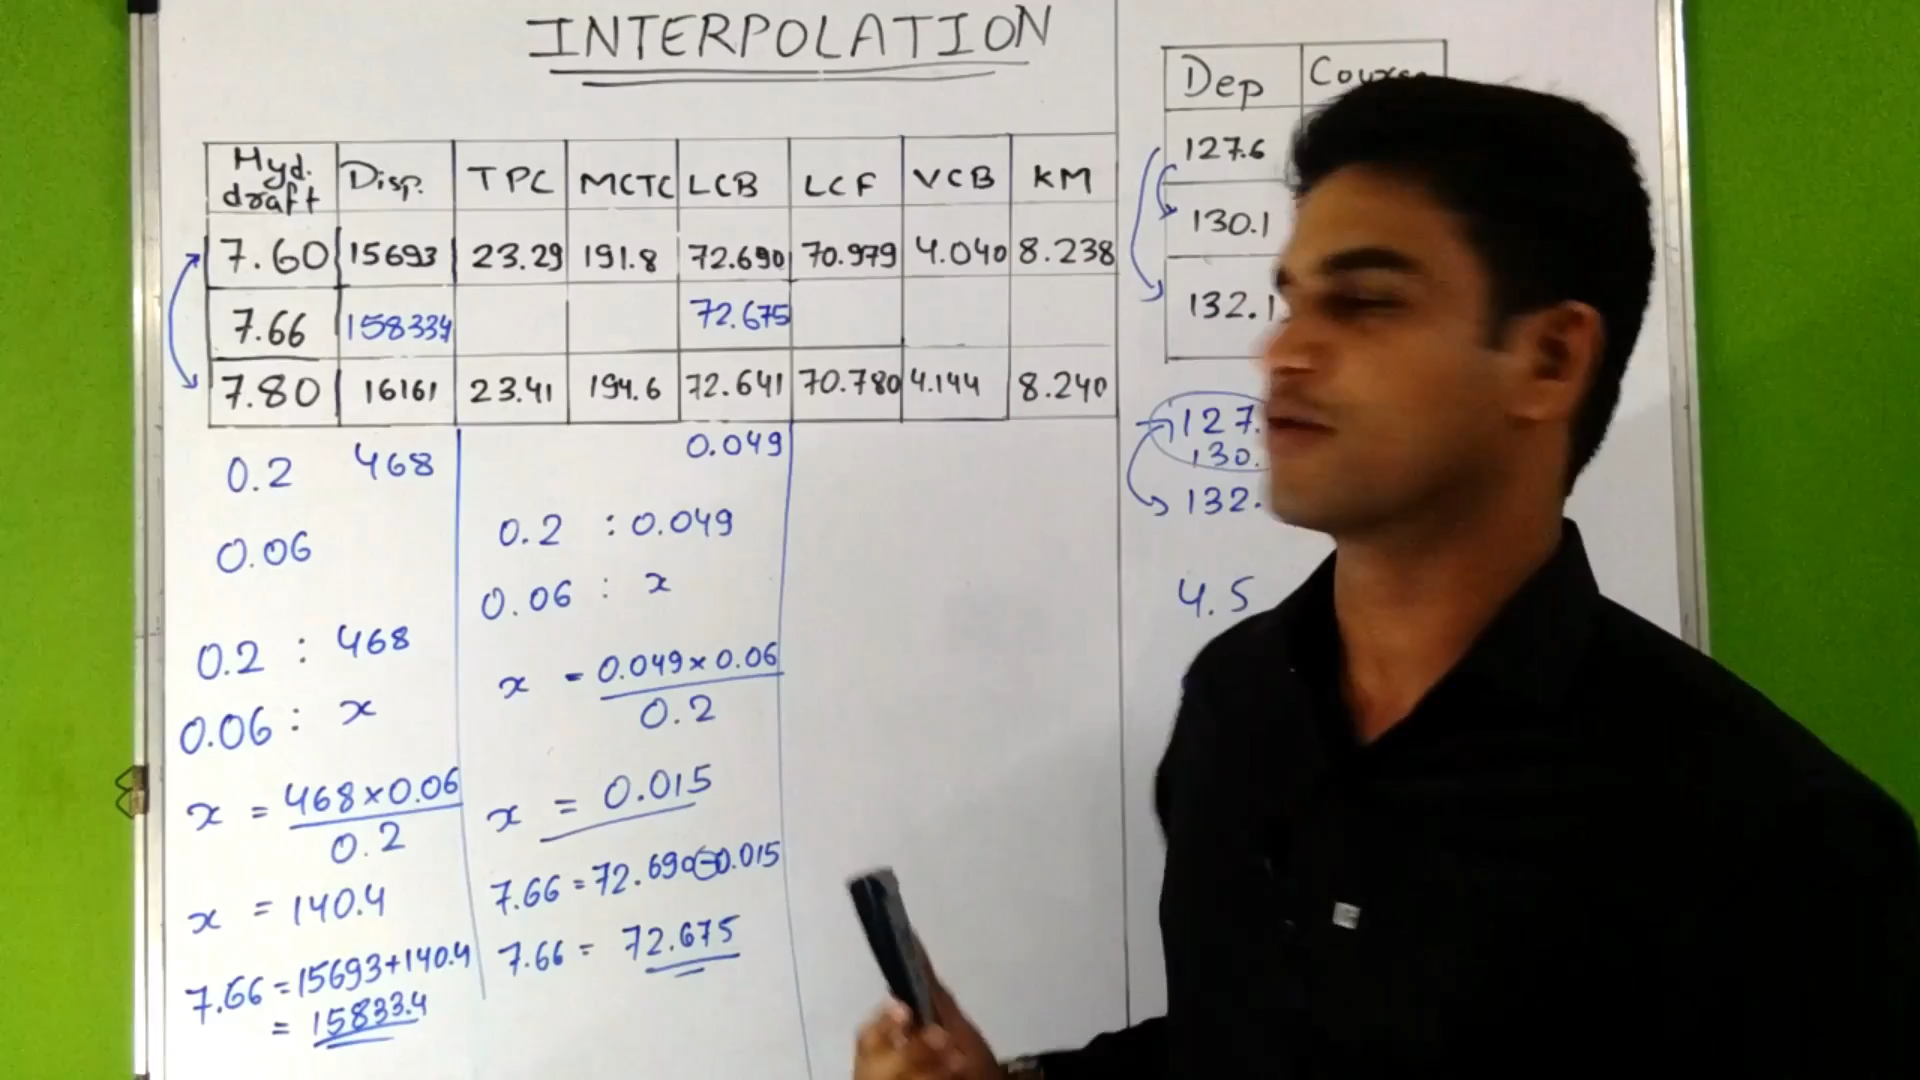 INTERPOLATION
Hyd. draft Disp. TPC MCTC LCB LCF VCB KM
7.60 15693 23.29 191.8 72.690 70.979 4.040 8.238
7.66 15833.4 72.675
7.80 16161 23.41 194.6 72.641 70.780 4.144 8.240
0.2 468
0.06
0.2 : 468
0.06 : x
x = 468 x 0.06
0.2
x = 140.4
7.66 = 15693+140.4
= 15833.4
0.049
0.2 : 0.049
0.06 : x
x = 0.049 x 0.06
0.2
x = 0.015
7.66 = 72.690-0.015
7.66 = 72.675
Dep
127.6
130.1
132.1
127.
130.
132.
4.5